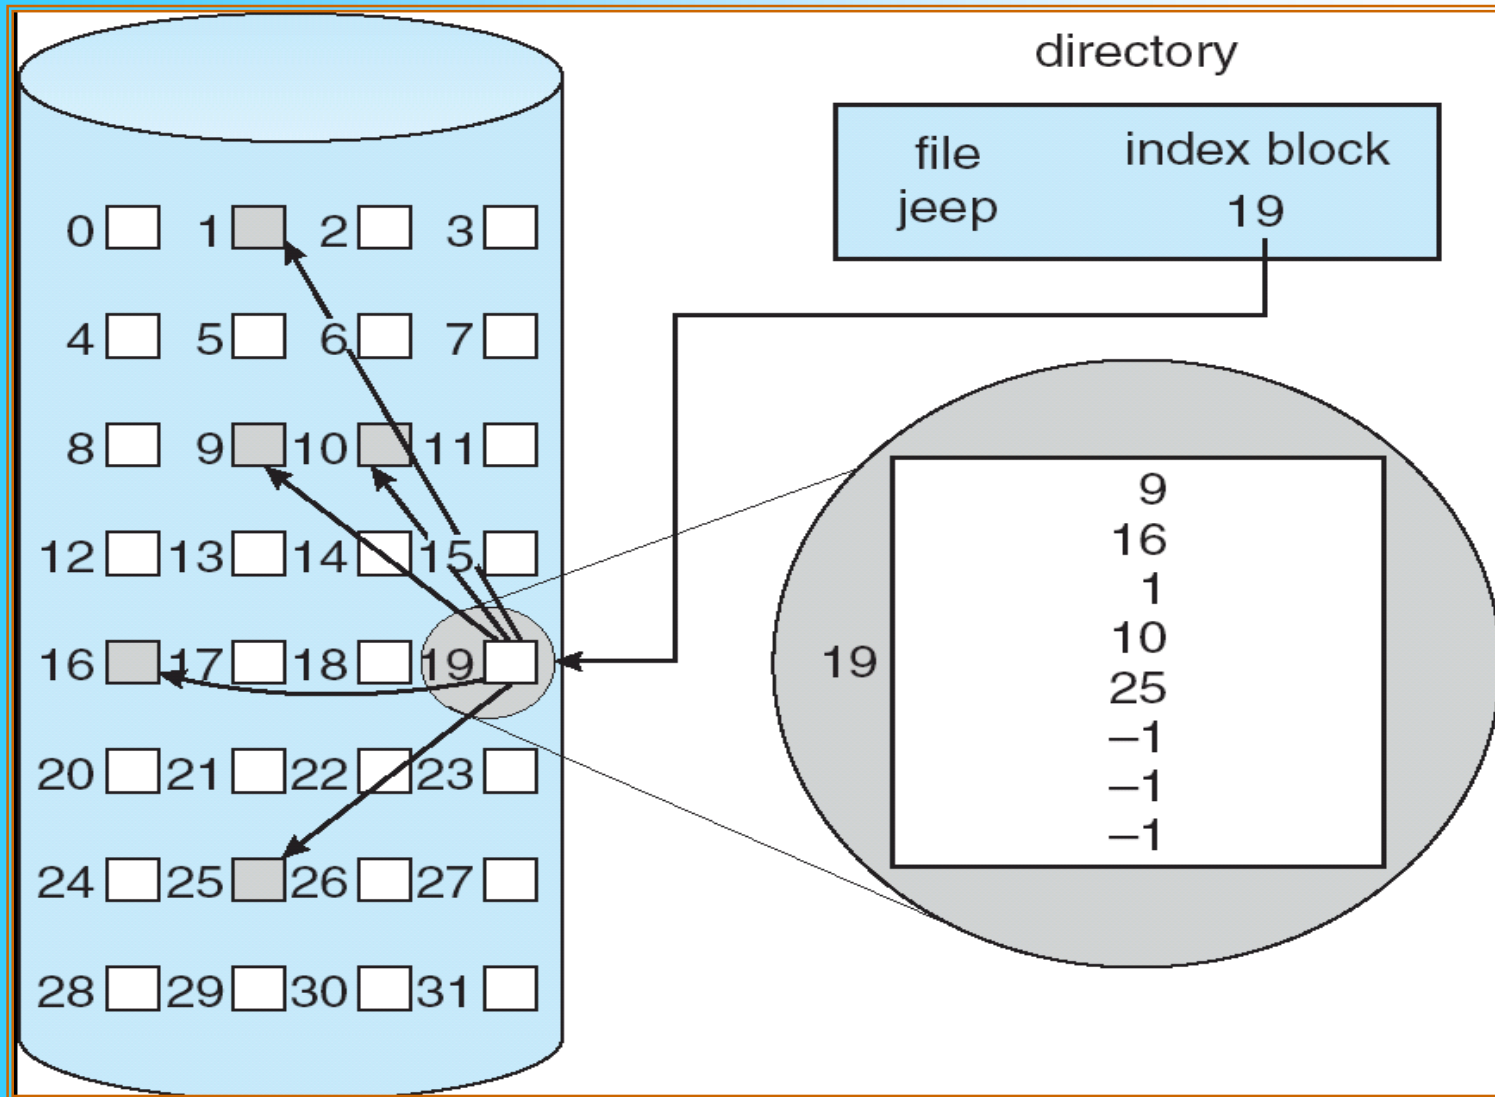 directory
file index block
jeep 19
0 1 2 3
4 5 6 7
8 9 10 11
12 13 14 15
16 17 18 19
20 21 22 23
24 25 26 27
28 29 30 31
19
9
16
1
10
25
–1
–1
–1